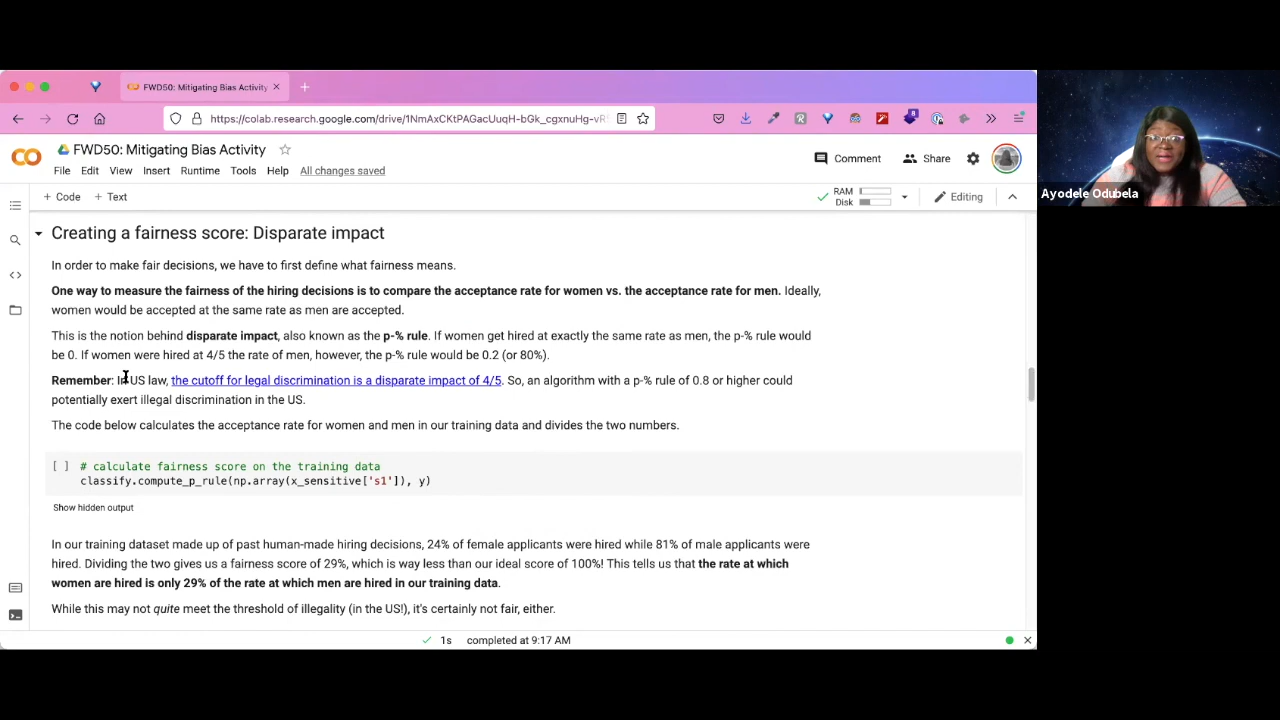 FWD50: Mitigating Bias Activity
https://colab.research.google.com/drive/1NmAxCKtPAGacUuqH-bGk_cgxnuHg-vR
FWD50: Mitigating Bias Activity
Comment
Share
File Edit View Insert Runtime Tools Help All changes saved
+ Code + Text
RAM
Disk
Editing
Ayodele Odubela
Creating a fairness score: Disparate impact
In order to make fair decisions, we have to first define what fairness means.
One way to measure the fairness of the hiring decisions is to compare the acceptance rate for women vs. the acceptance rate for men. Ideally,
women would be accepted at the same rate as men are accepted.
This is the notion behind disparate impact, also known as the p-% rule. If women get hired at exactly the same rate as men, the p-% rule would
be 0. If women were hired at 4/5 the rate of men, however, the p-% rule would be 0.2 (or 80%).
Remember: In US law, the cutoff for legal discrimination is a disparate impact of 4/5. So, an algorithm with a p-% rule of 0.8 or higher could
potentially exert illegal discrimination in the US.
The code below calculates the acceptance rate for women and men in our training data and divides the two numbers.
[ ] # calculate fairness score on the training data
classify.compute_p_rule(np.array(x_sensitive['s1']), y)
Show hidden output
In our training dataset made up of past human-made hiring decisions, 24% of female applicants were hired while 81% of male applicants were
hired. Dividing the two gives us a fairness score of 29%, which is way less than our ideal score of 100%! This tells us that the rate at which
women are hired is only 29% of the rate at which men are hired in our training data.
While this may not quite meet the threshold of illegality (in the US!), it's certainly not fair, either.
1s completed at 9:17 AM